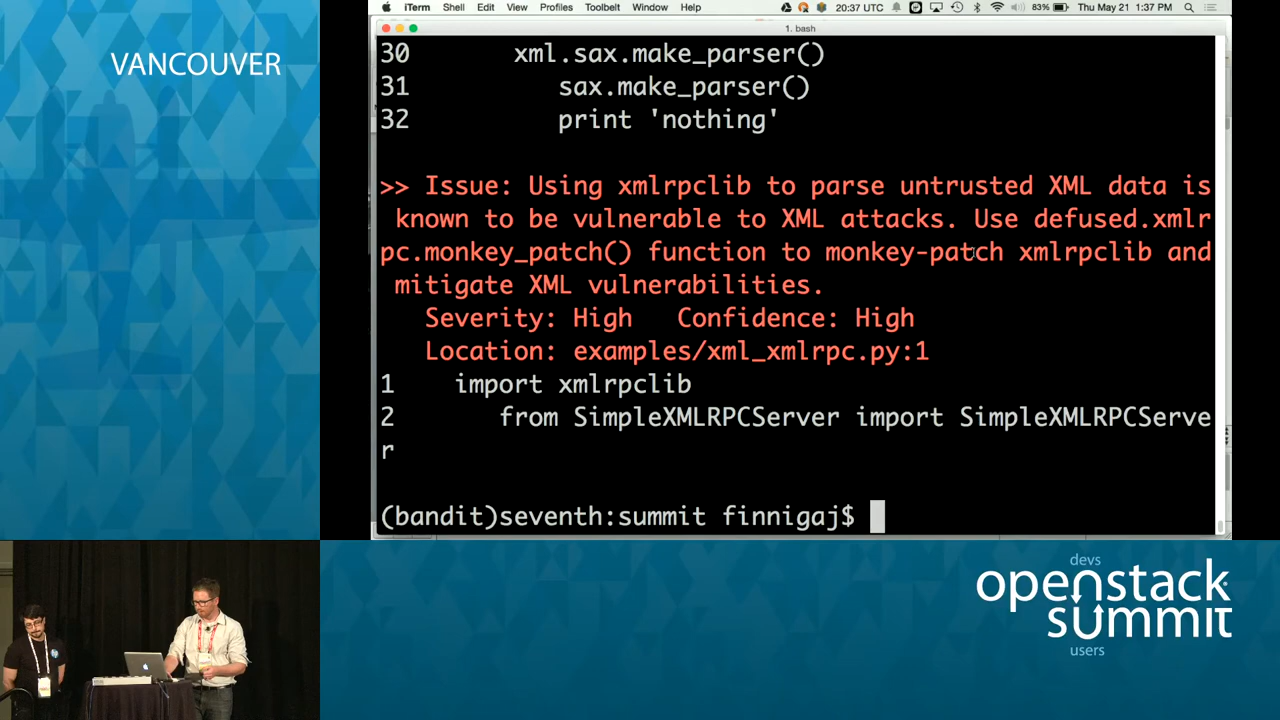 VANCOUVER
iTerm Shell Edit View Profiles Toolbelt Window Help 20:37 UTC 83% Thu May 21 1:37 PM
1. bash
30 xml.sax.make_parser()
31 sax.make_parser()
32 print 'nothing'
>> Issue: Using xmlrpclib to parse untrusted XML data is
known to be vulnerable to XML attacks. Use defused.xmlr
pc.monkey_patch() function to monkey-patch xmlrpclib and
mitigate XML vulnerabilities.
Severity: High Confidence: High
Location: examples/xml_xmlrpc.py:1
1 import xmlrpclib
2 from SimpleXMLRPCServer import SimpleXMLRPCServe
r
(bandit)seventh:summit finnigaj$
devs
openstack
summit
users